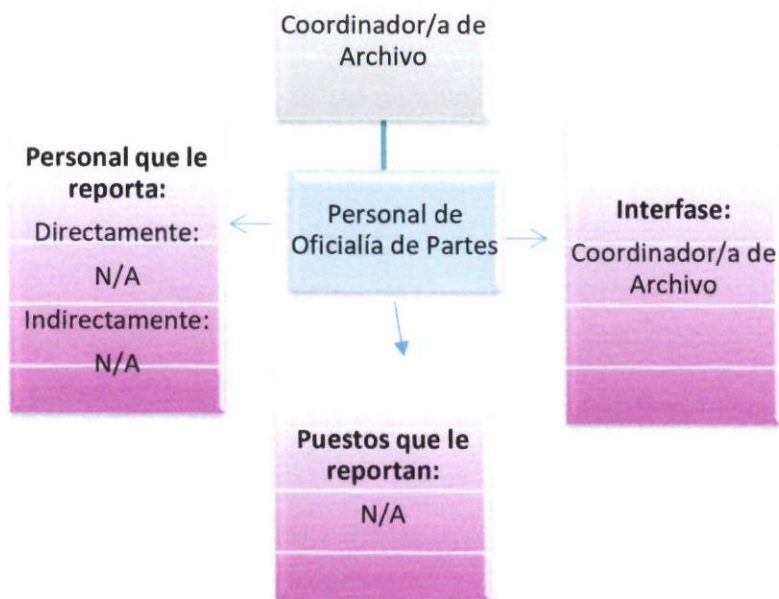 Coordinador/a de
Archivo
Personal que le
reporta:
Directamente:
N/A
Indirectamente:
N/A
Personal de
Oficialía de Partes
Interfase:
Coordinador/a de
Archivo
Puestos que le
reportan:
N/A